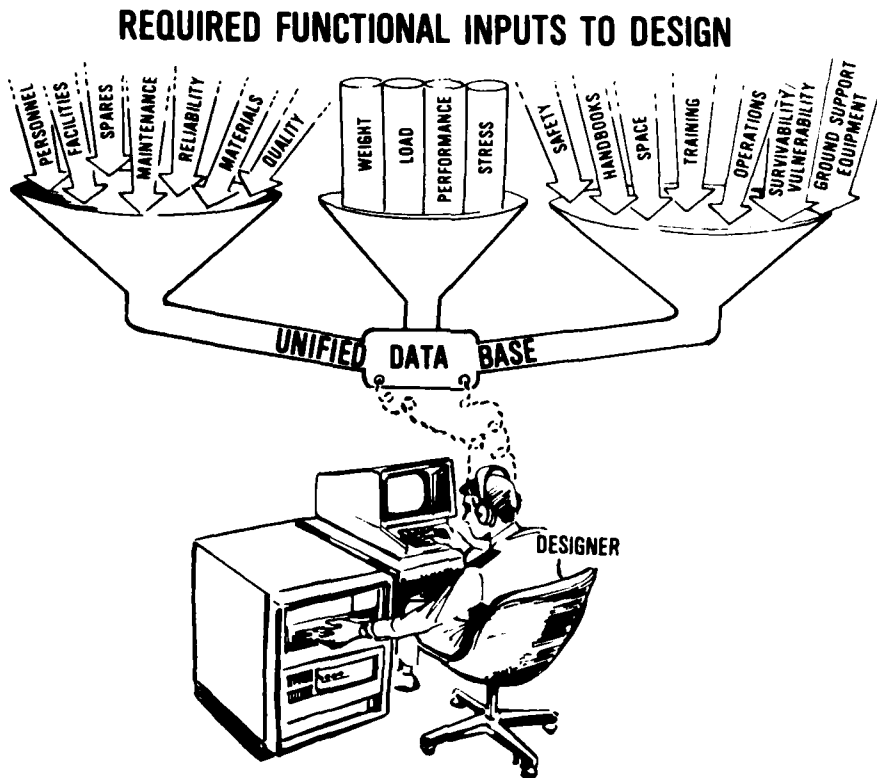 REQUIRED FUNCTIONAL INPUTS TO DESIGN
PERSONNEL
FACILITIES
SPARES
MAINTENANCE
RELIABILITY
MATERIALS
QUALITY
WEIGHT
LOAD
PERFORMANCE
STRESS
SAFETY
HANDBOOKS
SPACE
TRAINING
OPERATIONS
SURVIVABILITY/
VULNERABILITY
GROUND SUPPORT
EQUIPMENT
UNIFIED DATA BASE
DESIGNER